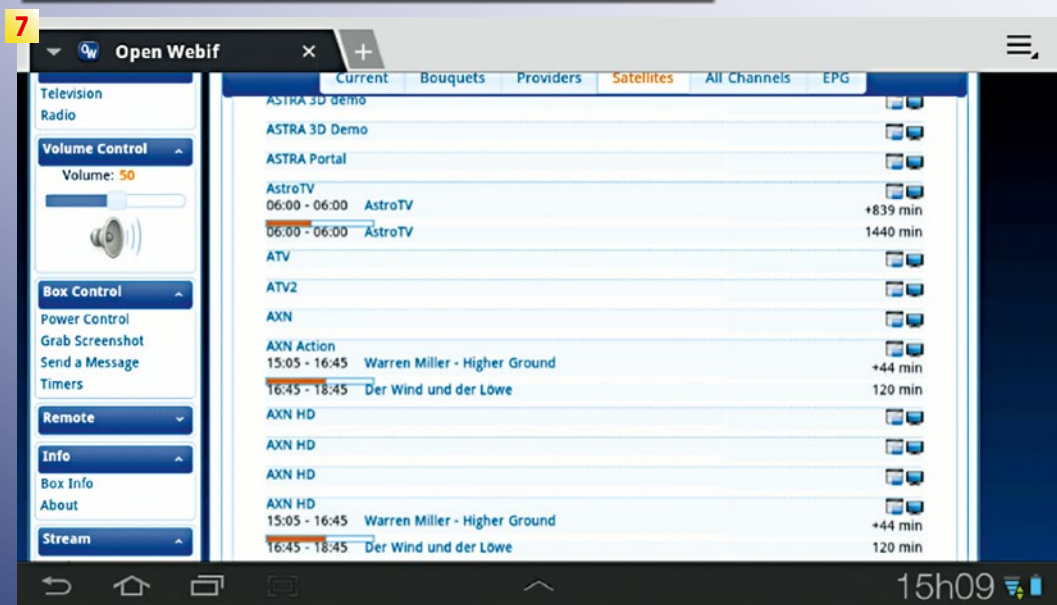 7
Open Webif
Television
Radio
Volume Control
Volume: 50
Box Control
Power Control
Grab Screenshot
Send a Message
Timers
Remote
Info
Box Info
About
Stream
Current Bouquets Providers Satellites All Channels EPG
ASTRA 3D demo
ASTRA 3D Demo
ASTRA Portal
AstroTV
06:00 - 06:00 AstroTV +839 min
06:00 - 06:00 AstroTV 1440 min
ATV
ATV2
AXN
AXN Action
15:05 - 16:45 Warren Miller - Higher Ground +44 min
16:45 - 18:45 Der Wind und der Löwe 120 min
AXN HD
AXN HD
AXN HD
AXN HD
15:05 - 16:45 Warren Miller - Higher Ground +44 min
16:45 - 18:45 Der Wind und der Löwe 120 min
15h09